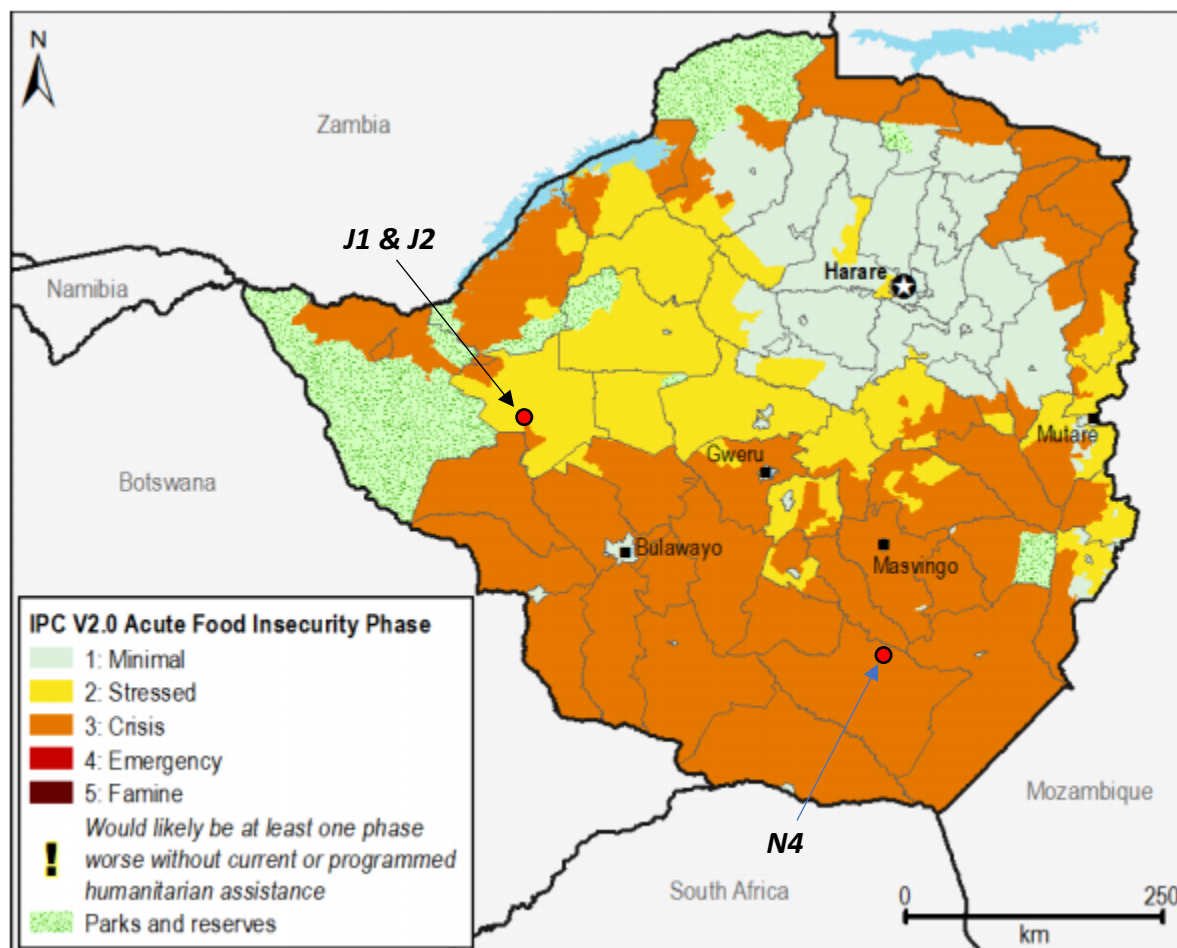 N
Zambia
J1 & J2
Namibia
Harare
Botswana
Mutare
Gweru
Bulawayo
Masvingo
IPC V2.0 Acute Food Insecurity Phase
1: Minimal
2: Stressed
3: Crisis
4: Emergency
5: Famine
! Would likely be at least one phase
worse without current or programmed
humanitarian assistance
Parks and reserves
Mozambique
N4
South Africa
0 250
km